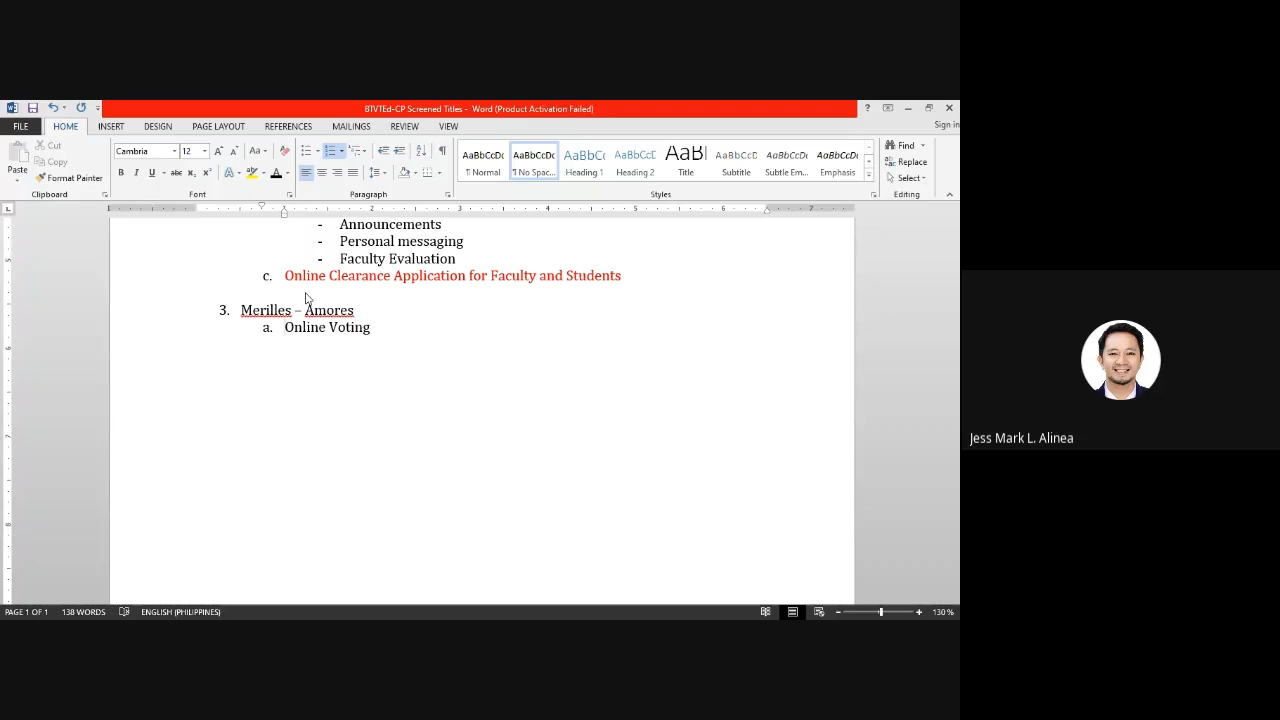 BTVTEd-CP Screened Titles - Word (Product Activation Failed)
FILE HOME INSERT DESIGN PAGE LAYOUT REFERENCES MAILINGS REVIEW VIEW Sign in
Paste Cut Copy Format Painter
Cambria 12
AaBbCcDc AaBbCcDc AaBbC AaBbCcD AaBl AaBbCcD AaBbCcDc AaBbCcDc
¶ Normal ¶ No Spac... Heading 1 Heading 2 Title Subtitle Subtle Em... Emphasis
Find Replace Select
Clipboard Font Paragraph Styles Editing
- Announcements
- Personal messaging
- Faculty Evaluation
c. Online Clearance Application for Faculty and Students
3. Merilles – Amores
a. Online Voting
PAGE 1 OF 1 138 WORDS ENGLISH (PHILIPPINES) 130 %
Jess Mark L. Alinea